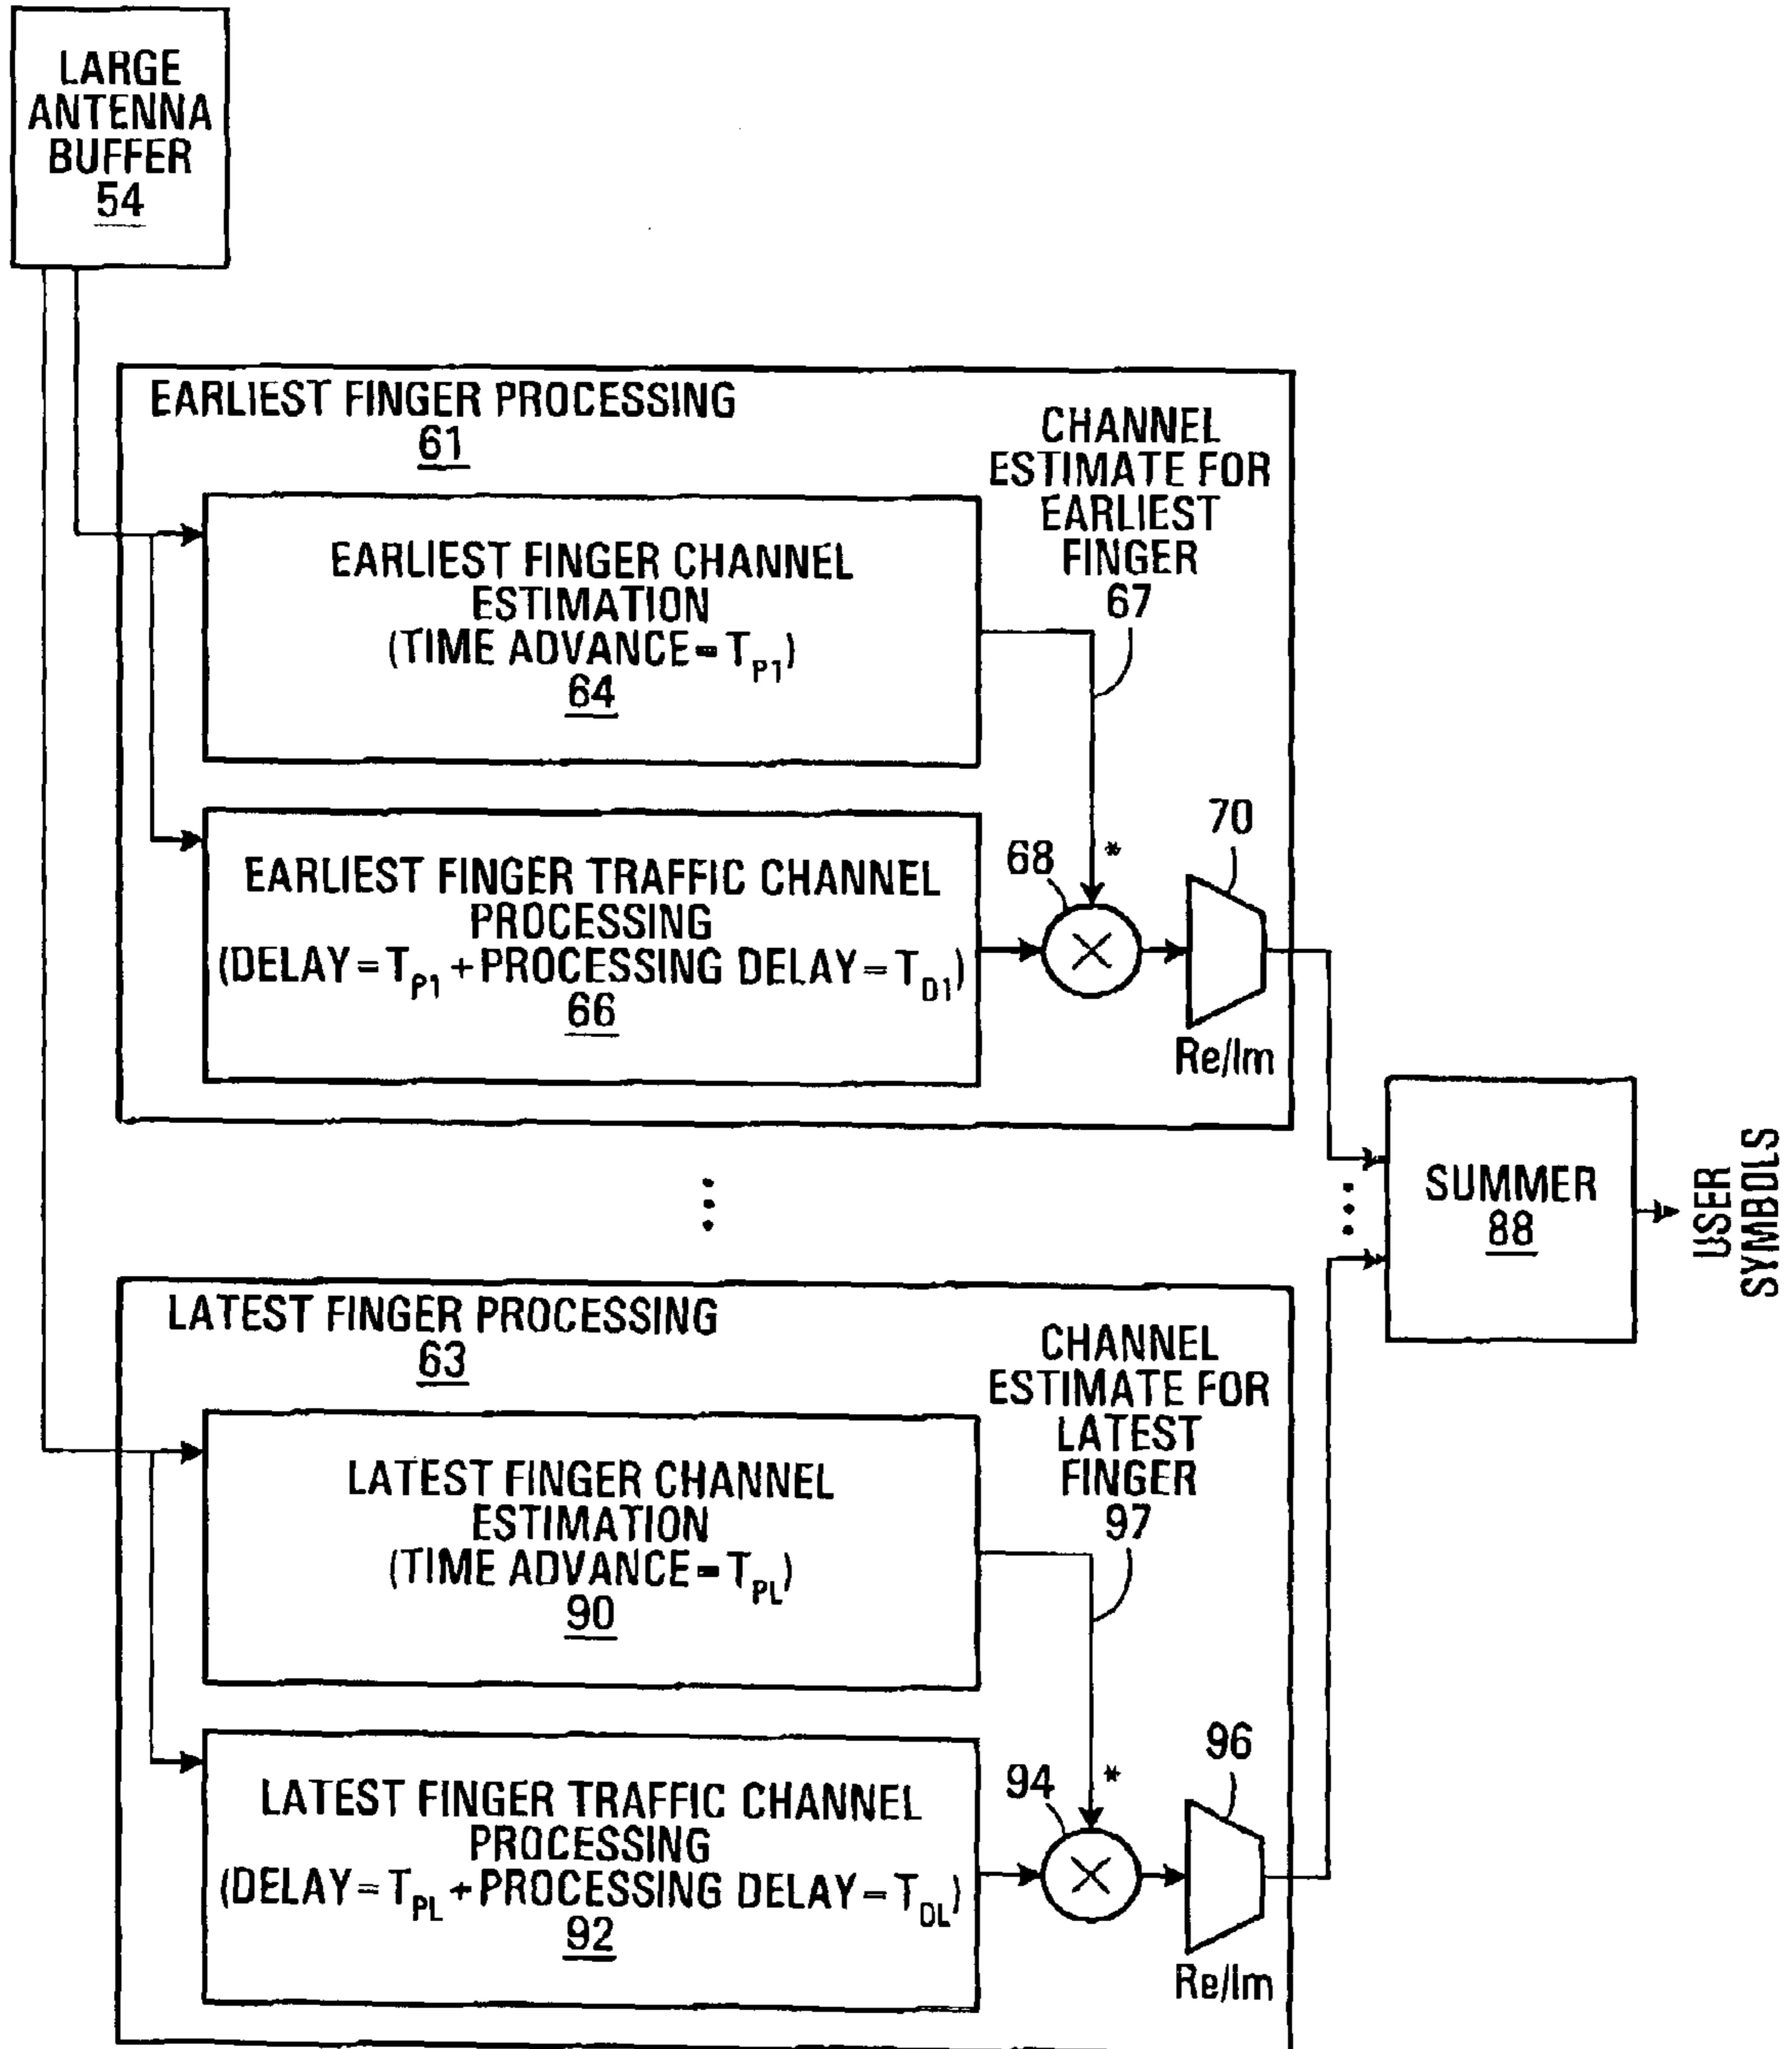 LARGE
ANTENNA
BUFFER
54
EARLIEST FINGER PROCESSING
61
CHANNEL
ESTIMATE FOR
EARLIEST
FINGER
67
EARLIEST FINGER CHANNEL
ESTIMATION
(TIME ADVANCE=T_P1)
64
EARLIEST FINGER TRAFFIC CHANNEL
PROCESSING
(DELAY=T_P1+PROCESSING DELAY=T_D1)
66
68
*
70
Re/Im
SUMMER
88
USER
SYMBOLS
LATEST FINGER PROCESSING
63
CHANNEL
ESTIMATE FOR
LATEST
FINGER
97
LATEST FINGER CHANNEL
ESTIMATION
(TIME ADVANCE=T_PL)
90
LATEST FINGER TRAFFIC CHANNEL
PROCESSING
(DELAY=T_PL+PROCESSING DELAY=T_DL)
92
94
*
96
Re/Im